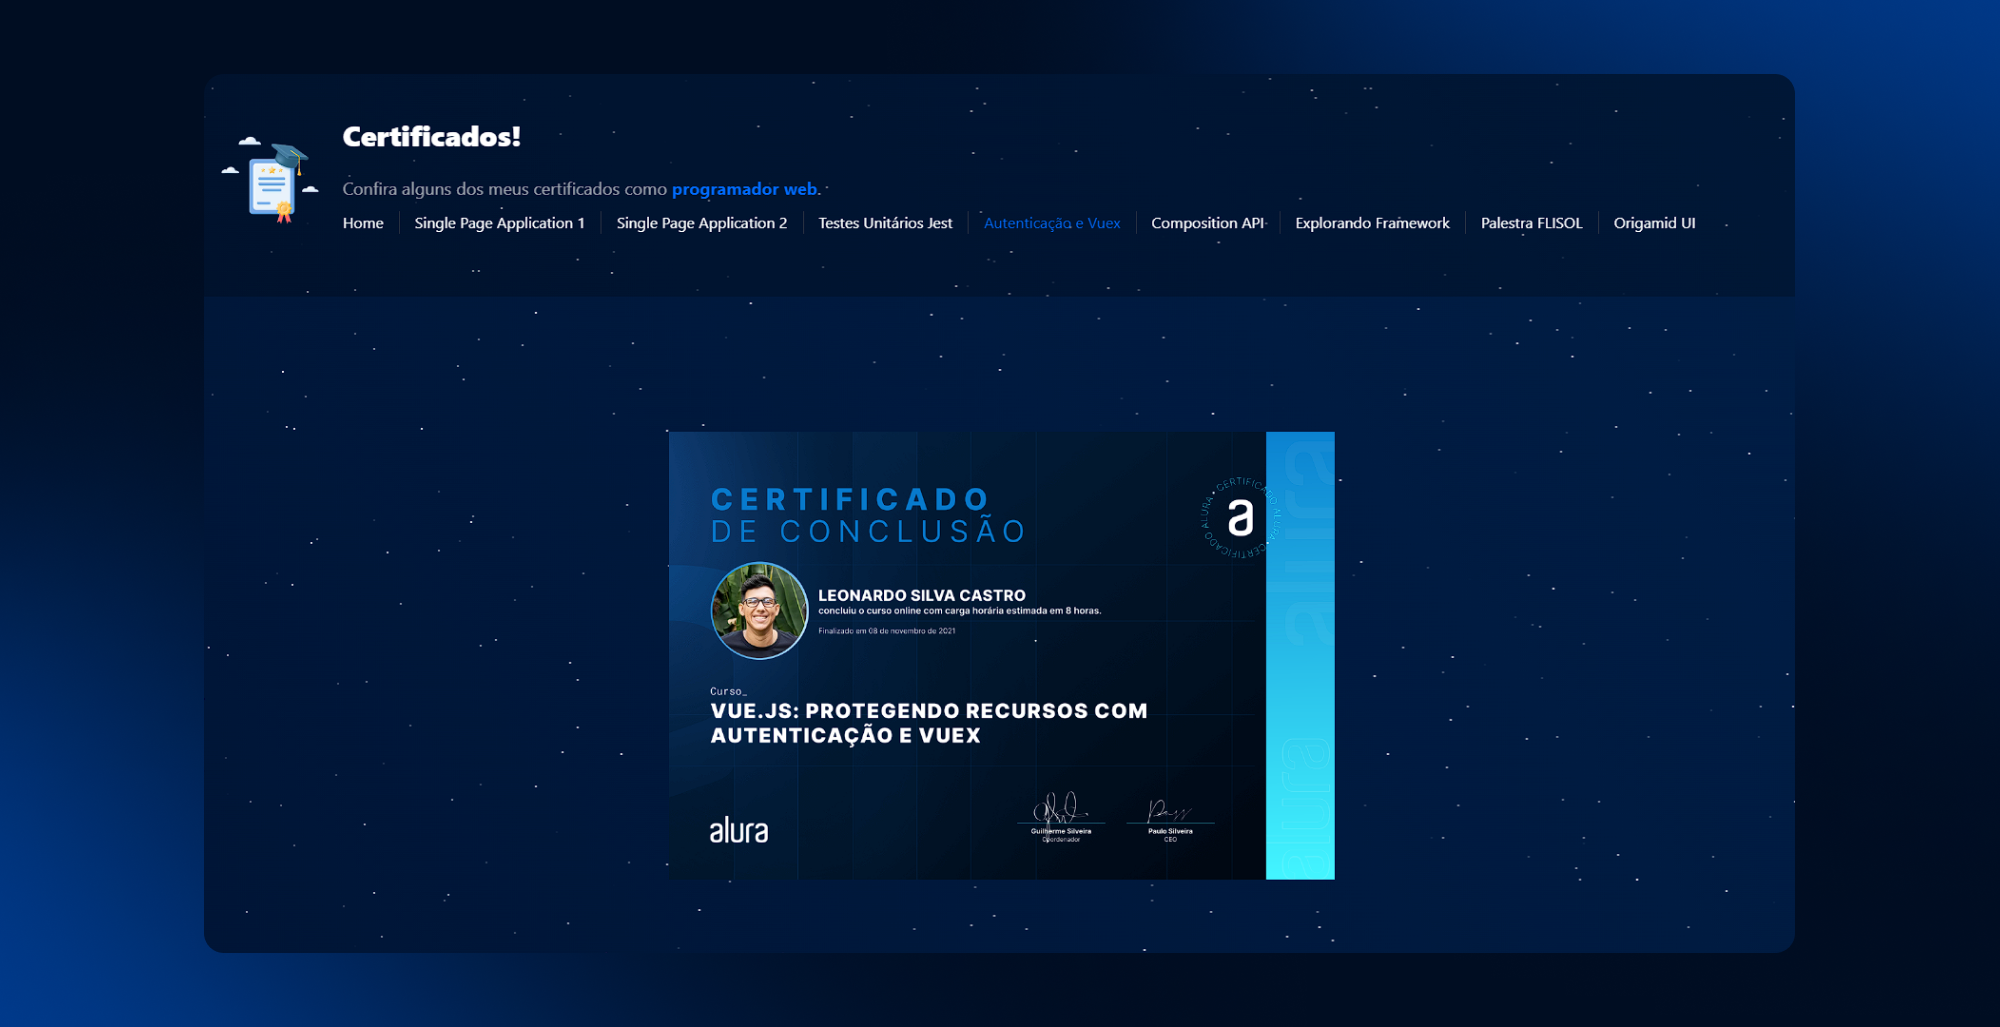 Certificados!
Confira alguns dos meus certificados como programador web.
Home Single Page Application 1 Single Page Application 2 Testes Unitários Jest Autenticação e Vuex Composition API Explorando Framework Palestra FLISOL Origamid UI
CERTIFICADO
DE CONCLUSÃO
ALURA • CERTIFICADO ALURA • CERTIFICADO
a
LEONARDO SILVA CASTRO
concluiu o curso online com carga horária estimada em 8 horas.
Finalizado em 08 de novembro de 2021
Curso_
VUE.JS: PROTEGENDO RECURSOS COM
AUTENTICAÇÃO E VUEX
alura
Guilherme Silveira
Coordenador
Paulo Silveira
CEO
alura
alura
alura